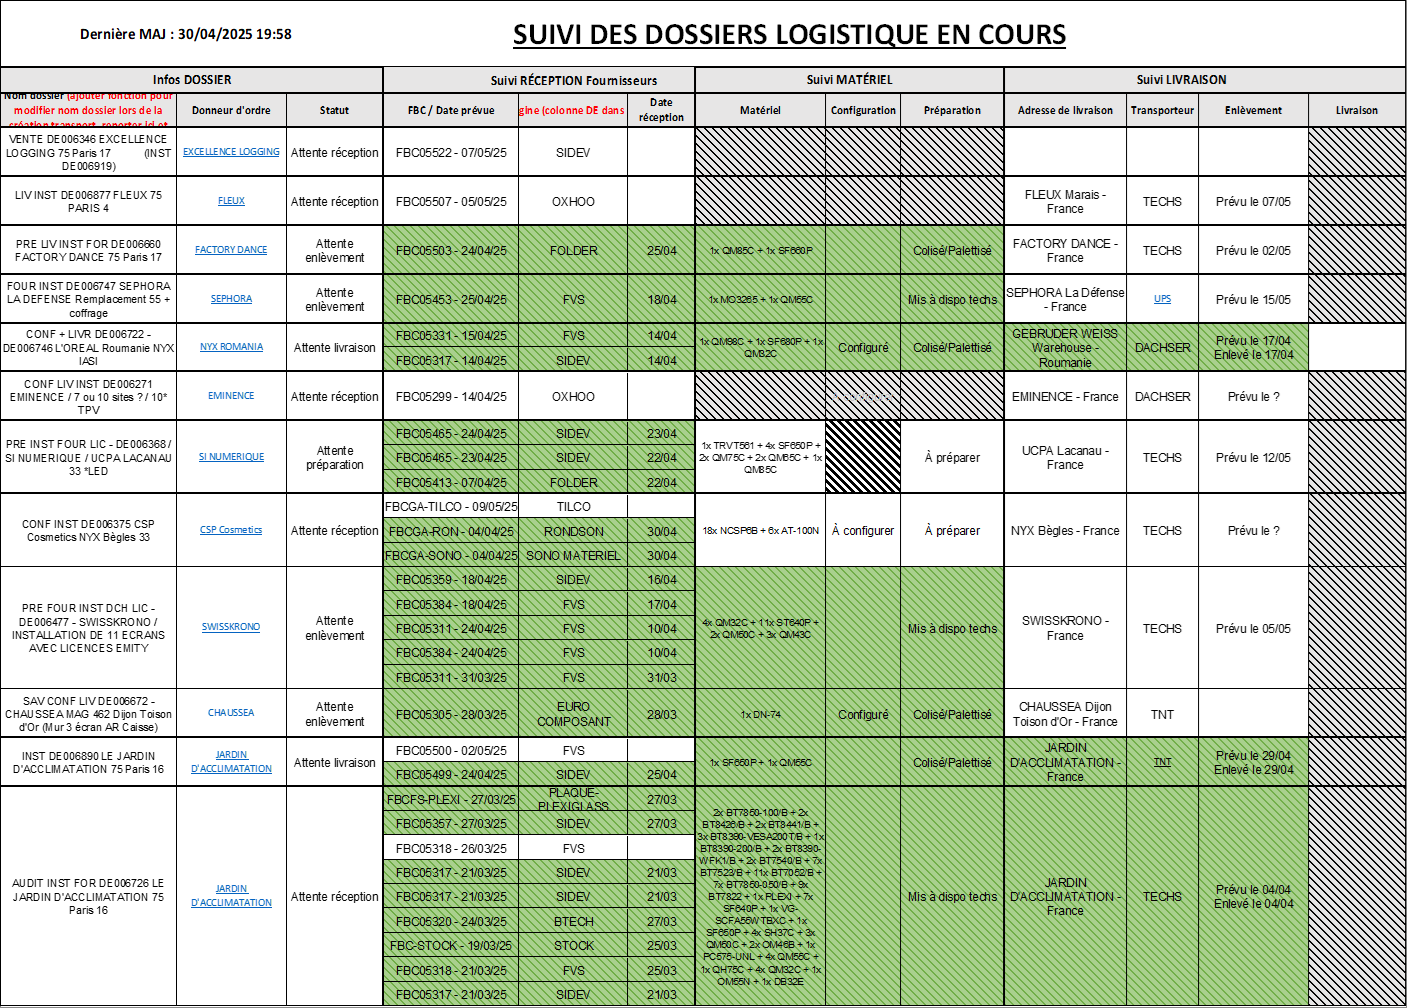 Dernière MAJ : 30/04/2025 19:58
SUIVI DES DOSSIERS LOGISTIQUE EN COURS
Infos DOSSIER
Suivi RÉCEPTION Fournisseurs
Suivi MATÉRIEL
Suivi LIVRAISON
Nom dossier (ajouter fonction pour
modifier nom dossier lors de la
création transport, reporter ici et
Donneur d'ordre
Statut
FBC / Date prévue
gine (colonne DE dans
Date
réception
Matériel
Configuration
Préparation
Adresse de livraison
Transporteur
Enlèvement
Livraison
VENTE DE006346 EXCELLENCE
LOGGING 75 Paris 17 (INST
DE006919)
EXCELLENCE LOGGING
Attente réception
FBC05522 - 07/05/25
SIDEV
LIV INST DE006877 FLEUX 75
PARIS 4
FLEUX
Attente réception
FBC05507 - 05/05/25
OXHOO
FLEUX Marais -
France
TECHS
Prévu le 07/05
PRE LIV INST FOR DE006660
FACTORY DANCE 75 Paris 17
FACTORY DANCE
Attente
enlèvement
FBC05503 - 24/04/25
FOLDER
25/04
1x QM85C + 1x SF660P
Colisé/Palettisé
FACTORY DANCE -
France
TECHS
Prévu le 02/05
FOUR INST DE006747 SEPHORA
LA DEFENSE Remplacement 55 +
coffrage
SEPHORA
Attente
enlèvement
FBC05453 - 25/04/25
FVS
18/04
1x MO3265 + 1x QM55C
Mis à dispo techs
SEPHORA La Défense
- France
UPS
Prévu le 15/05
CONF + LIVR DE006722 -
DE006746 L'OREAL Roumanie NYX
IASI
NYX ROMANIA
Attente livraison
FBC05331 - 15/04/25
FVS
14/04
FBC05317 - 14/04/25
SIDEV
14/04
1x QM98C + 1x SF680P + 1x
QM32C
Configuré
Colisé/Palettisé
GEBRUDER WEISS
Warehouse -
Roumanie
DACHSER
Prévu le 17/04
Enlevé le 17/04
CONF LIV INST DE006271
EMINENCE / 7 ou 10 sites ? / 10*
TPV
EMINENCE
Attente réception
FBC05299 - 14/04/25
OXHOO
EMINENCE - France
DACHSER
Prévu le ?
PRE INST FOUR LIC - DE006368 /
SI NUMERIQUE / UCPA LACANAU
33 *LED
SI NUMERIQUE
Attente
préparation
FBC05465 - 24/04/25
SIDEV
23/04
FBC05465 - 23/04/25
SIDEV
22/04
FBC05413 - 07/04/25
FOLDER
22/04
1x TRVT561 + 4x SF650P +
2x QM75C + 2x QM65C + 1x
QM85C
À préparer
UCPA Lacanau -
France
TECHS
Prévu le 12/05
CONF INST DE006375 CSP
Cosmetics NYX Bègles 33
CSP Cosmetics
Attente réception
FBCGA-TILCO - 09/05/25
TILCO
FBCGA-RON - 04/04/25
RONDSON
30/04
FBCGA-SONO - 04/04/25
SONO MATERIEL
30/04
18x NCSP6B + 6x AT-100N
À configurer
À préparer
NYX Bègles - France
TECHS
Prévu le ?
PRE FOUR INST DCH LIC -
DE006477 - SWISSKRONO /
INSTALLATION DE 11 ECRANS
AVEC LICENCES EMITY
SWISSKRONO
Attente
enlèvement
FBC05359 - 18/04/25
SIDEV
16/04
FBC05384 - 18/04/25
FVS
17/04
FBC05311 - 24/04/25
FVS
10/04
FBC05384 - 24/04/25
FVS
10/04
FBC05311 - 31/03/25
FVS
31/03
4x QM32C + 11x ST640P +
2x QM50C + 3x QM43C
Mis à dispo techs
SWISSKRONO -
France
TECHS
Prévu le 05/05
SAV CONF LIV DE006672 -
CHAUSSEA MAG 462 Dijon Toison
d'Or (Mur 3 écran AR Caisse)
CHAUSSEA
Attente
enlèvement
FBC05305 - 28/03/25
EURO
COMPOSANT
28/03
1x DN-74
Configuré
Colisé/Palettisé
CHAUSSEA Dijon
Toison d'Or - France
TNT
INST DE006890 LE JARDIN
D'ACCLIMATATION 75 Paris 16
JARDIN
D'ACCLIMATATION
Attente livraison
FBC05500 - 02/05/25
FVS
FBC05499 - 24/04/25
SIDEV
25/04
1x SF650P + 1x QM55C
Colisé/Palettisé
JARDIN
D'ACCLIMATATION -
France
TNT
Prévu le 29/04
Enlevé le 29/04
AUDIT INST FOR DE006726 LE
JARDIN D'ACCLIMATATION 75
Paris 16
JARDIN
D'ACCLIMATATION
Attente réception
FBCFS-PLEXI - 27/03/25
PLAQUE-
PLEXIGLASS
27/03
FBC05357 - 27/03/25
SIDEV
27/03
FBC05318 - 26/03/25
FVS
FBC05317 - 21/03/25
SIDEV
21/03
FBC05317 - 21/03/25
SIDEV
21/03
FBC05320 - 24/03/25
BTECH
27/03
FBC-STOCK - 19/03/25
STOCK
25/03
FBC05318 - 21/03/25
FVS
25/03
FBC05317 - 21/03/25
SIDEV
21/03
2x BT7850-100/B + 2x
BT8426/B + 2x BT8441/B +
3x BT8390-VESA200T/B + 1x
BT8390-200/B + 2x BT8390-
WFK1/B + 2x BT7540/B + 7x
BT7523/B + 11x BT7052/B +
7x BT7850-050/B + 9x
BT7822 + 1x PLEXI + 7x
SF640P + 1x VG-
SCFA55WTBXC + 1x
SF650P + 4x SH37C + 3x
QM50C + 2x OM46B + 1x
PC575-UNL + 4x QM55C +
1x QH75C + 4x QM32C + 1x
OM55N + 1x DB32E
Mis à dispo techs
JARDIN
D'ACCLIMATATION -
France
TECHS
Prévu le 04/04
Enlevé le 04/04